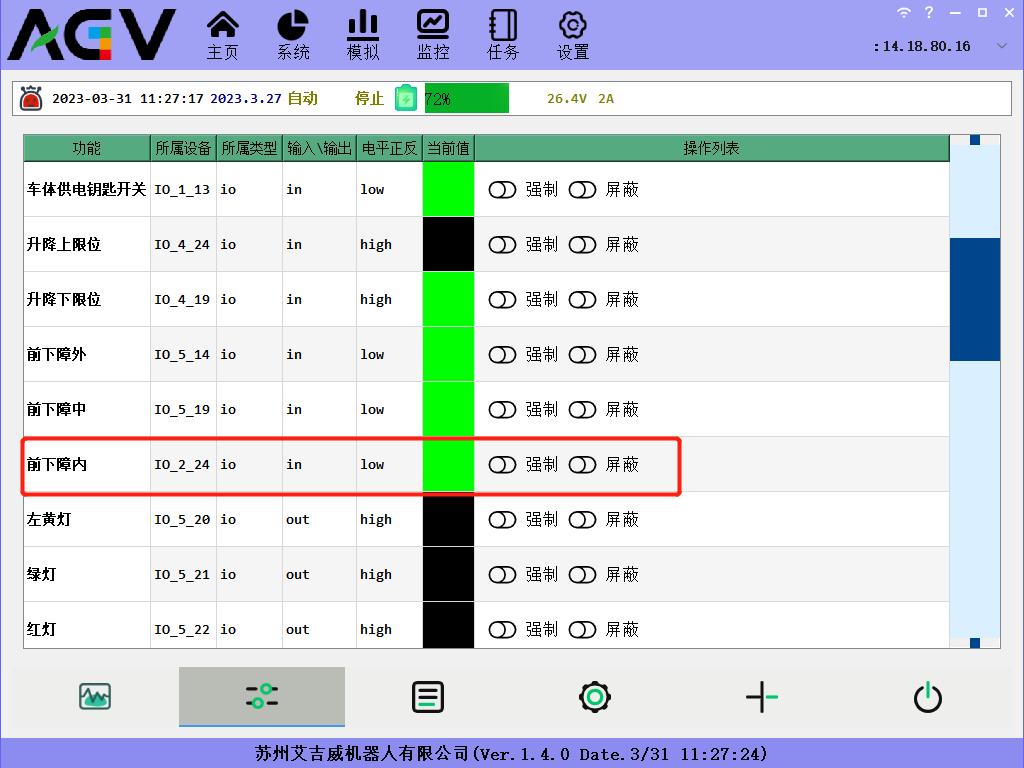 AGV
主页 系统 模拟 监控 任务 设置
?
:14.18.80.16
2023-03-31 11:27:17 2023.3.27 自动 停止 72% 26.4V 2A
功能 所属设备 所属类型 输入\输出 电平正反 当前值 操作列表
车体供电钥匙开关 IO_1_13 io in low 强制 屏蔽
升降上限位 IO_4_24 io in high 强制 屏蔽
升降下限位 IO_4_19 io in high 强制 屏蔽
前下障外 IO_5_14 io in low 强制 屏蔽
前下障中 IO_5_19 io in low 强制 屏蔽
前下障内 IO_2_24 io in low 强制 屏蔽
左黄灯 IO_5_20 io out high 强制 屏蔽
绿灯 IO_5_21 io out high 强制 屏蔽
红灯 IO_5_22 io out high 强制 屏蔽
苏州艾吉威机器人有限公司(Ver.1.4.0 Date.3/31 11:27:24)